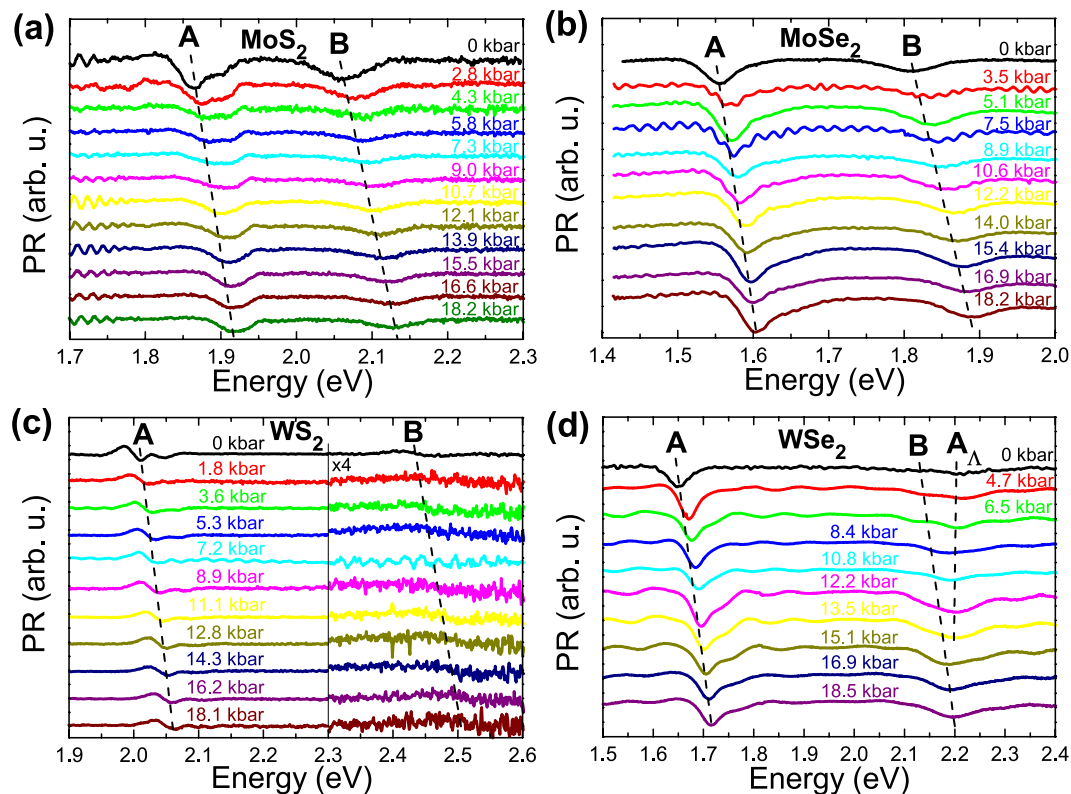 (a)
A
MoS2
B
0 kbar
2.8 kbar
4.3 kbar
5.8 kbar
7.3 kbar
9.0 kbar
10.7 kbar
12.1 kbar
13.9 kbar
15.5 kbar
16.6 kbar
18.2 kbar
PR (arb. u.)
1.7 1.8 1.9 2.0 2.1 2.2 2.3
Energy (eV)
(b)
A
MoSe2
B
0 kbar
3.5 kbar
5.1 kbar
7.5 kbar
8.9 kbar
10.6 kbar
12.2 kbar
14.0 kbar
15.4 kbar
16.9 kbar
18.2 kbar
PR (arb. u.)
1.4 1.5 1.6 1.7 1.8 1.9 2.0
Energy (eV)
(c)
A
WS2
B
0 kbar
x4
1.8 kbar
3.6 kbar
5.3 kbar
7.2 kbar
8.9 kbar
11.1 kbar
12.8 kbar
14.3 kbar
16.2 kbar
18.1 kbar
PR (arb. u.)
1.9 2.0 2.1 2.2 2.3 2.4 2.5 2.6
Energy (eV)
(d)
A
WSe2
B
AΛ
0 kbar
4.7 kbar
6.5 kbar
8.4 kbar
10.8 kbar
12.2 kbar
13.5 kbar
15.1 kbar
16.9 kbar
18.5 kbar
PR (arb. u.)
1.5 1.6 1.7 1.8 1.9 2.0 2.1 2.2 2.3 2.4
Energy (eV)